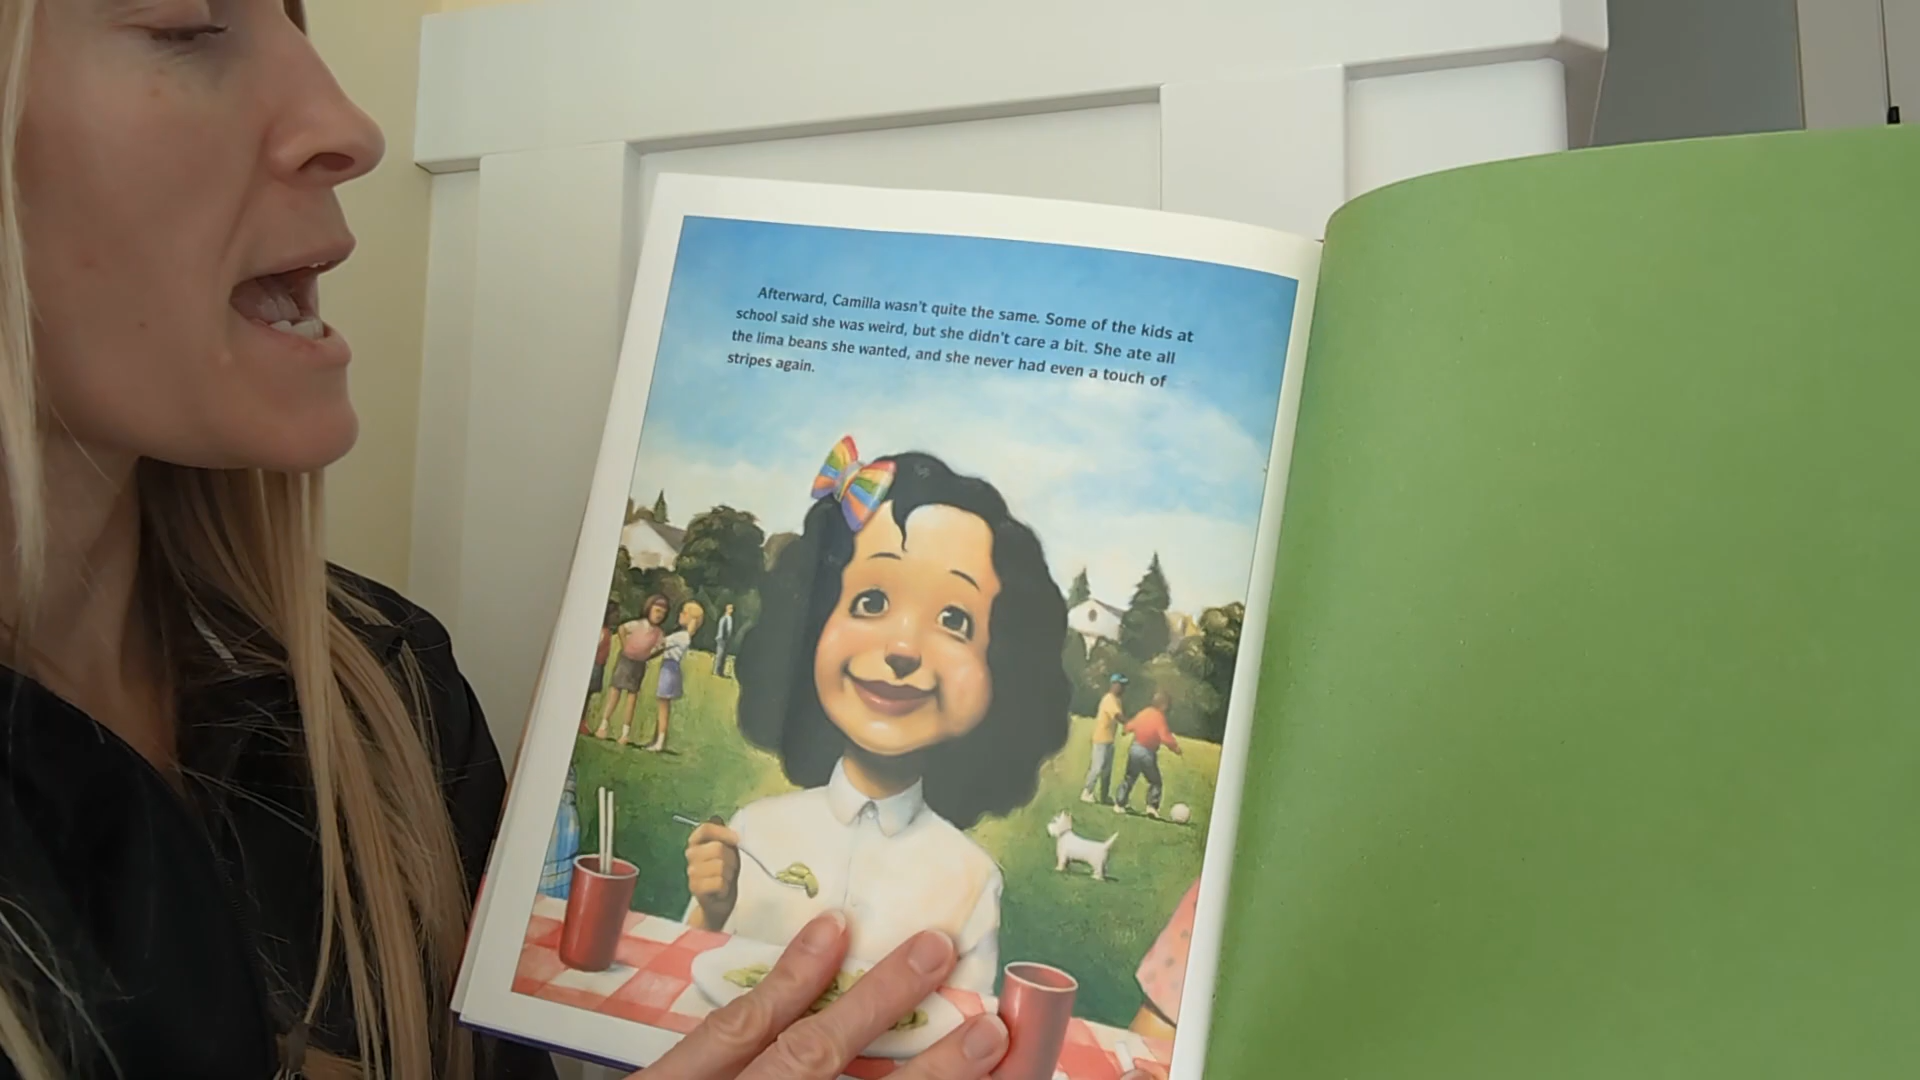 Afterward, Camilla wasn't quite the same. Some of the kids at
school said she was weird, but she didn't care a bit. She ate all
the lima beans she wanted, and she never had even a touch of
stripes again.